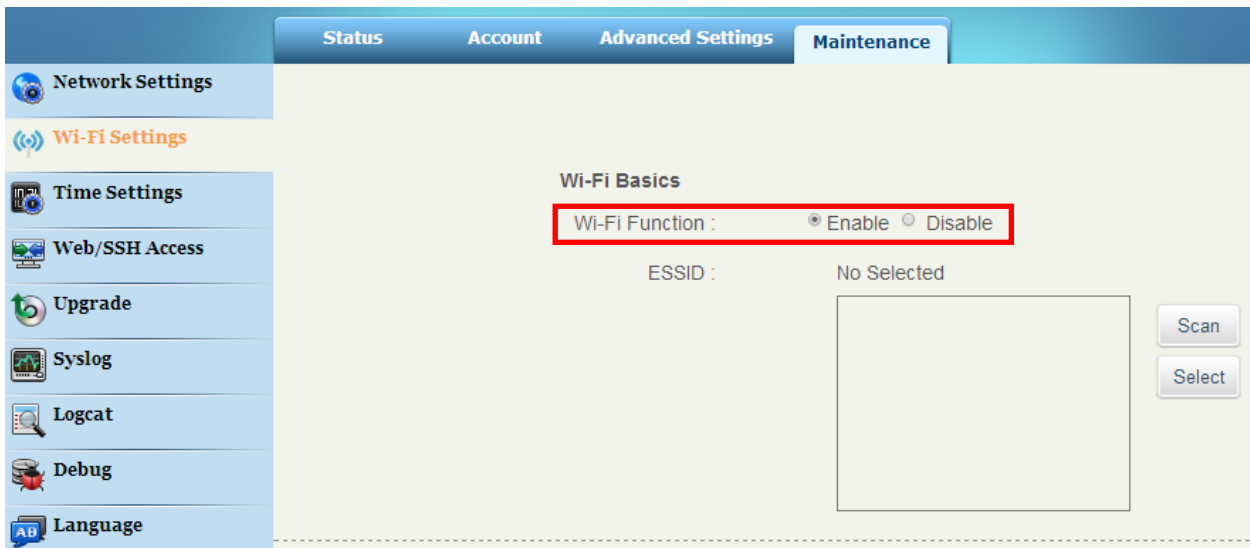 Status Account Advanced Settings Maintenance
Network Settings
Wi-Fi Settings
Time Settings
Web/SSH Access
Upgrade
Syslog
Logcat
Debug
Language
Wi-Fi Basics
Wi-Fi Function : Enable Disable
ESSID : No Selected
Scan
Select